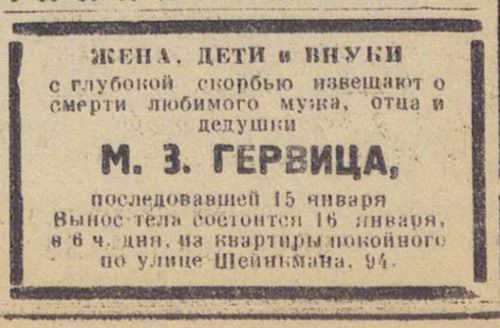 ЖЕНА, ДЕТИ и ВНУКИ
с глубокой скорбью извещают о
смерти любимого мужа, отца и
дедушки
М. З. ГЕРВИЦА,
последовавшей 15 января
Вынос тела состоится 16 января,
в 6 ч. дня, из квартиры покойного
по улице Шейнкмана, 94.